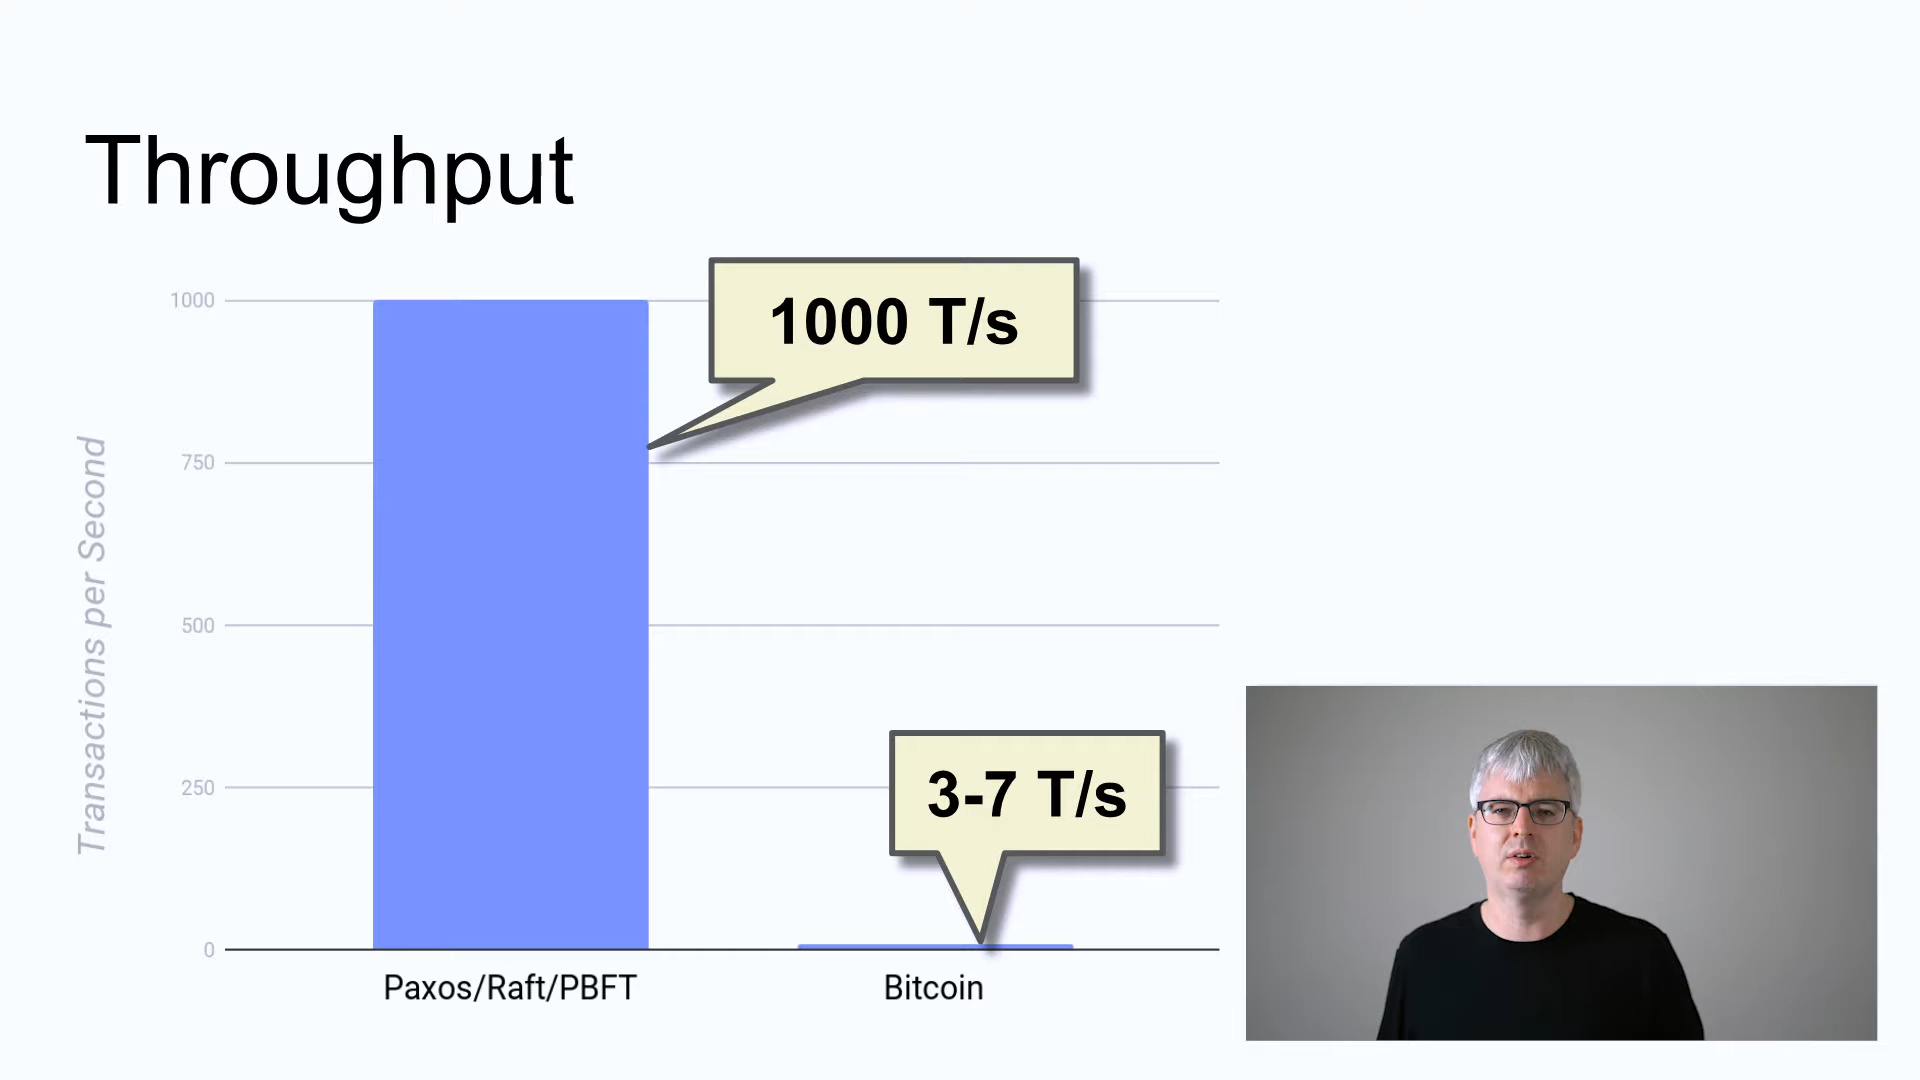 Throughput
1000 T/s
1000
750
500
250
0
Transactions per Second
3-7 T/s
Paxos/Raft/PBFT
Bitcoin